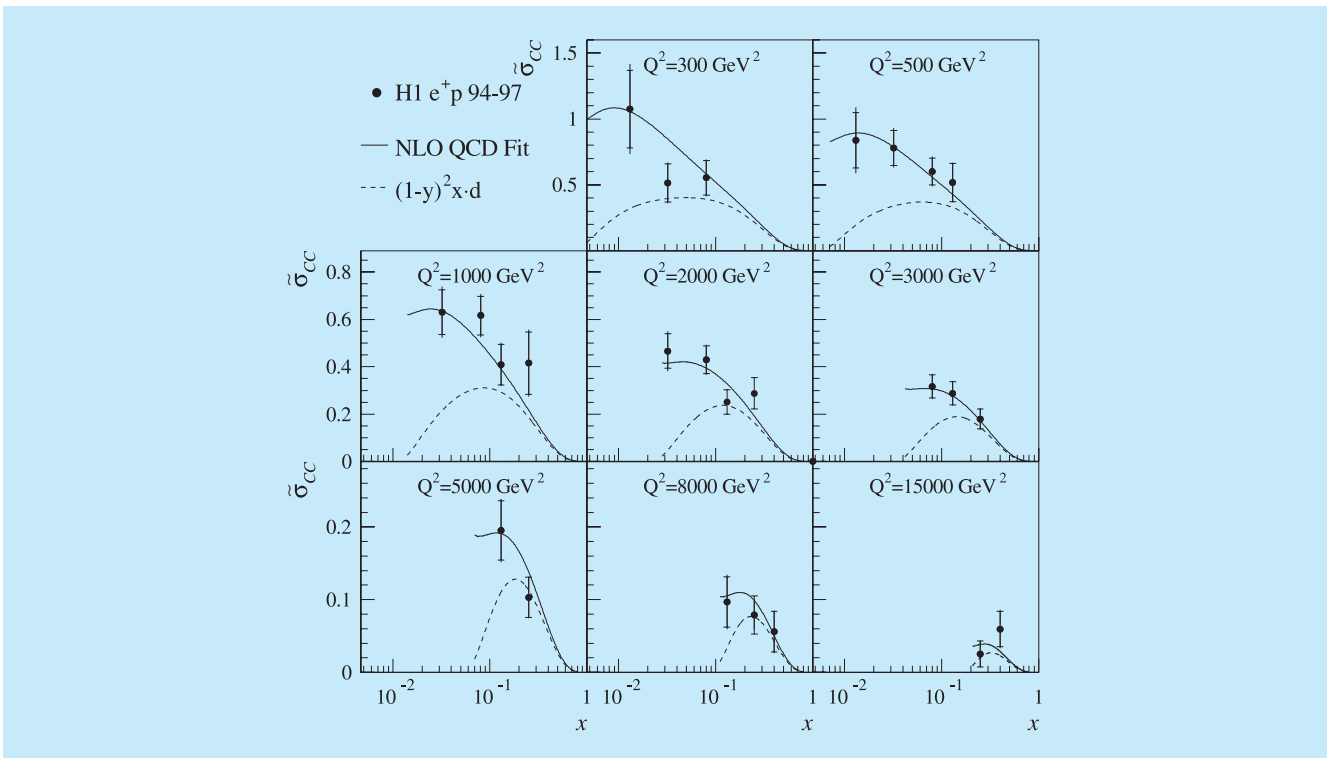 σ̃_CC
Q²=300 GeV²
Q²=500 GeV²
H1 e⁺p 94-97
NLO QCD Fit
(1-y)²x·d
1.5
1
0.5
σ̃_CC
Q²=1000 GeV²
Q²=2000 GeV²
Q²=3000 GeV²
0.8
0.6
0.4
0.2
0
σ̃_CC
Q²=5000 GeV²
Q²=8000 GeV²
Q²=15000 GeV²
0.2
0.1
0
10⁻² 10⁻¹ 1 10⁻² 10⁻¹ 1 10⁻² 10⁻¹ 1
x x x